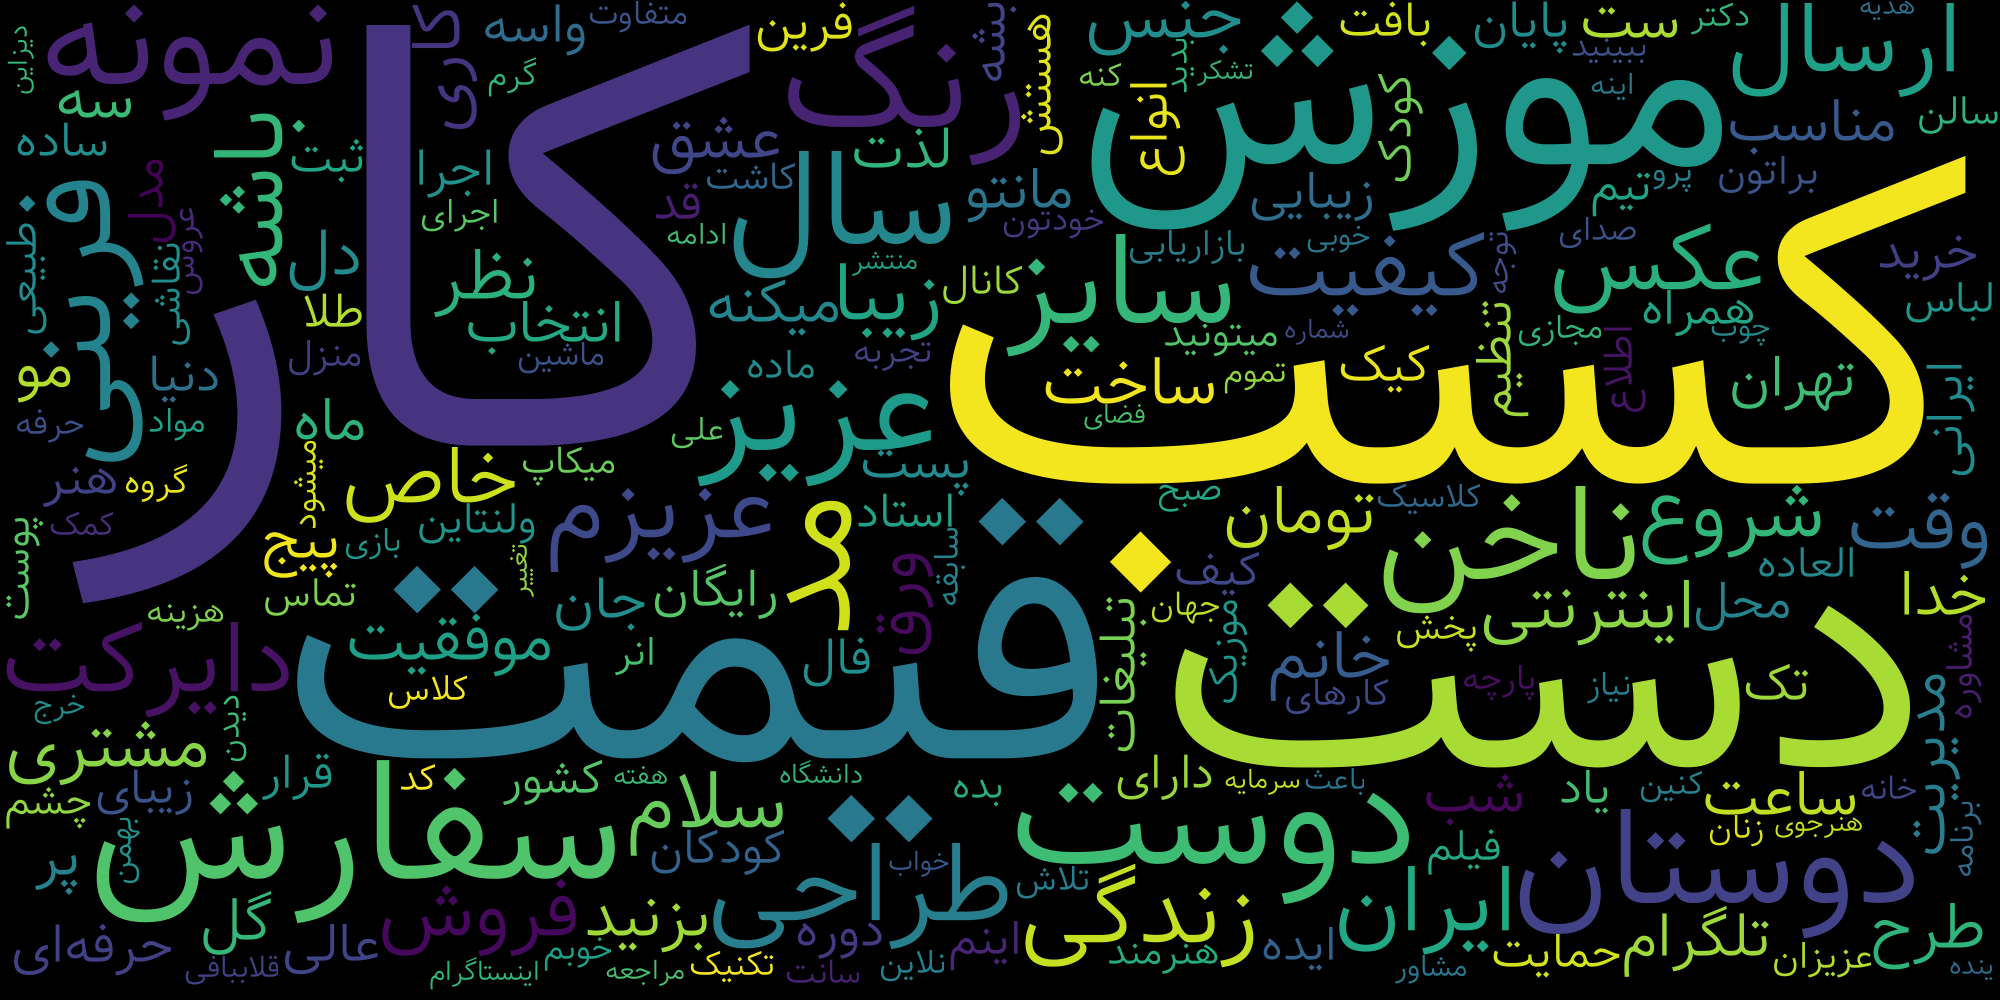 کار
کسب
قیمت
دست
مورش
سفارش
دوست
دوستان
طراحی
ناخن
نمونه
رنگ
ارسال
سال
سایز
عزیز
عزیزم
مد
فرینی
باشه
دایرکت
مشتری
فروش
زندگی
ایران
طرح
تلگرام
حمایت
عزیزان
ساعت
مدیریت
خدا
وقت
شروع
تومان
اینترنتی
محل
خانم
کارهای
تبلیغات
موزیک
کیف
جهان
پخش
العاده
تهران
ایرانی
لباس
خرید
همراه
عکس
کیفیت
زیبایی
مناسب
سالن
براتون
پرو
تیم
صدای
توجه
تنظیم
مجازی
چوب
اطلاع
کیک
شماره
میتونید
تموم
فضای
ساخت
بازاریابی
خوبی
خودتون
مانتو
کانال
منتشر
زیبا
میکنه
تجربه
ماده
علی
پست
استاد
سابقه
ورق
صبح
کلاسیک
جنس
انواع
کودک
تشکر
بدید
کنه
هستش
بشه
بافت
پایان
ست
دکتر
هدیه
ببینید
اینه
لذت
عشق
کاشت
قد
ادامه
فرین
متفاوت
واسه
کاری
گرم
اجرا
اجرای
نظر
انتخاب
ماشین
طلا
منزل
ماه
دل
ثبت
سه
ساده
دیزاین
مدل
عروس
نقاشی
طبیعی
دنیا
مو
مواد
حرفه
هنر
گروه
کمک
پوست
پیج
میشود
خاص
میکاپ
ولنتاین
بازی
تماس
هزینه
تغییر
جان
رایگان
موفقیت
انر
فال
کلاس
خرج
دیدن
قرار
کد
کشور
هفته
سلام
دانشگاه
بده
دارای
سرمایه
باعث
کنین
یاد
شب
تک
نیاز
پارچه
مشاوره
خانه
برنامه
هنرجوی
زنان
فیلم
تلاش
خواب
کودکان
زیبای
چشم
بهمن
پر
گل
حرفه‌ای
قلاببافی
عالی
بزنید
خوبم
اینستاگرام
مراجعه
تکنیک
دوره
سانت
نلاین
اینم
هنرمند
ایده
مشاور
ینده